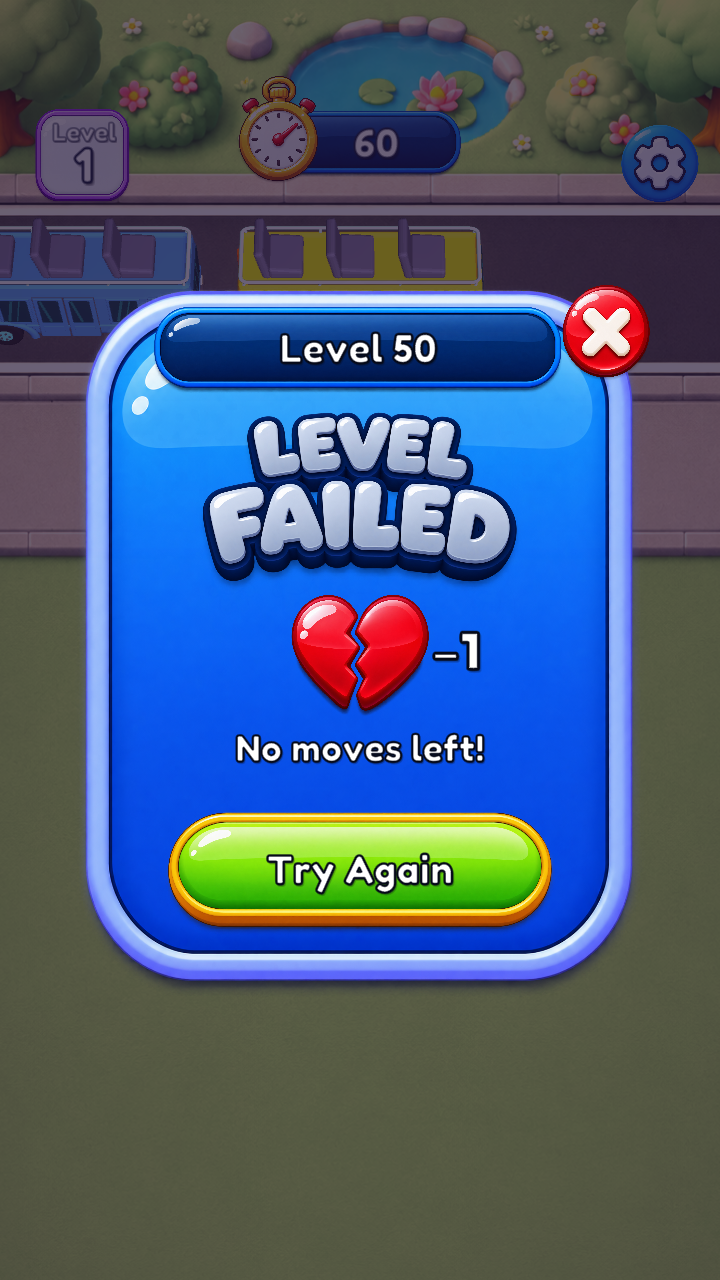 Level
1
60
Level 50
LEVEL
FAILED
–1
No moves left!
Try Again